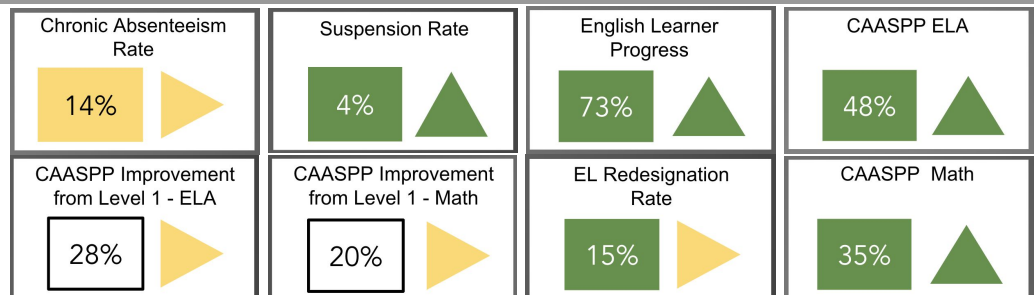 Chronic Absenteeism
Rate
14%
Suspension Rate
4%
English Learner
Progress
73%
CAASPP ELA
48%
CAASPP Improvement
from Level 1 - ELA
28%
CAASPP Improvement
from Level 1 - Math
20%
EL Redesignation
Rate
15%
CAASPP Math
35%